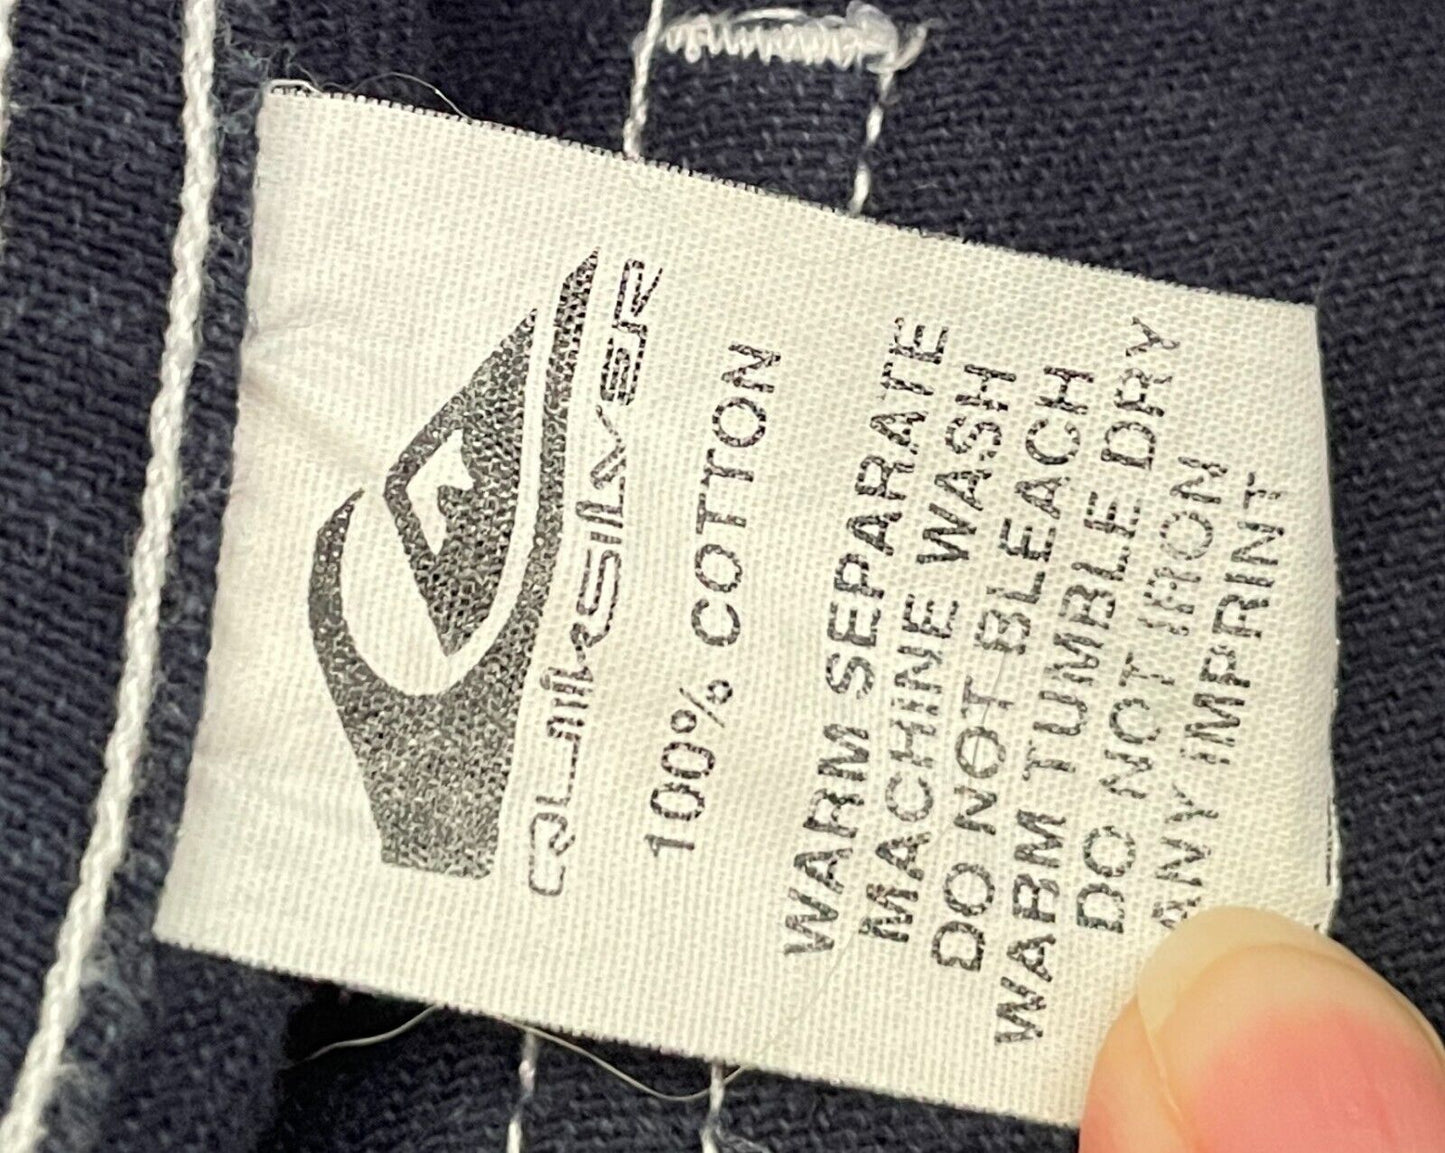 QUIKSILVER
100% COTTON
WARM SEPARATE
MACHINE WASH
DO NOT BLEACH
WARM TUMBLE DRY
DO NOT IRON
ANY IMPRINT